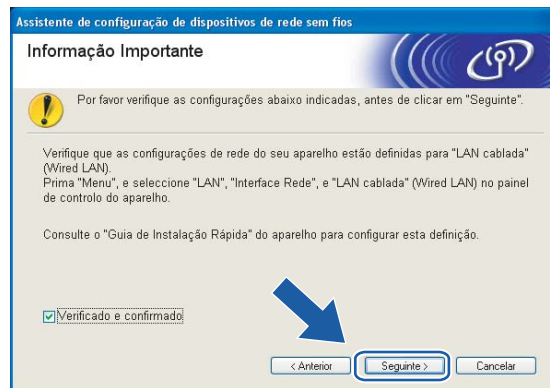 Assistente de configuração de dispositivos de rede sem fios
Informação Importante
Por favor verifique as configurações abaixo indicadas, antes de clicar em "Seguinte".
Verifique que as configurações de rede do seu aparelho estão definidas para "LAN cablada"
(Wired LAN).
Prima "Menu", e seleccione "LAN", "Interface Rede", e "LAN cablada" (Wired LAN) no painel
de controlo do aparelho.
Consulte o "Guia de Instalação Rápida" do aparelho para configurar esta definição.
Verificado e confirmado
< Anterior
Seguinte >
Cancelar